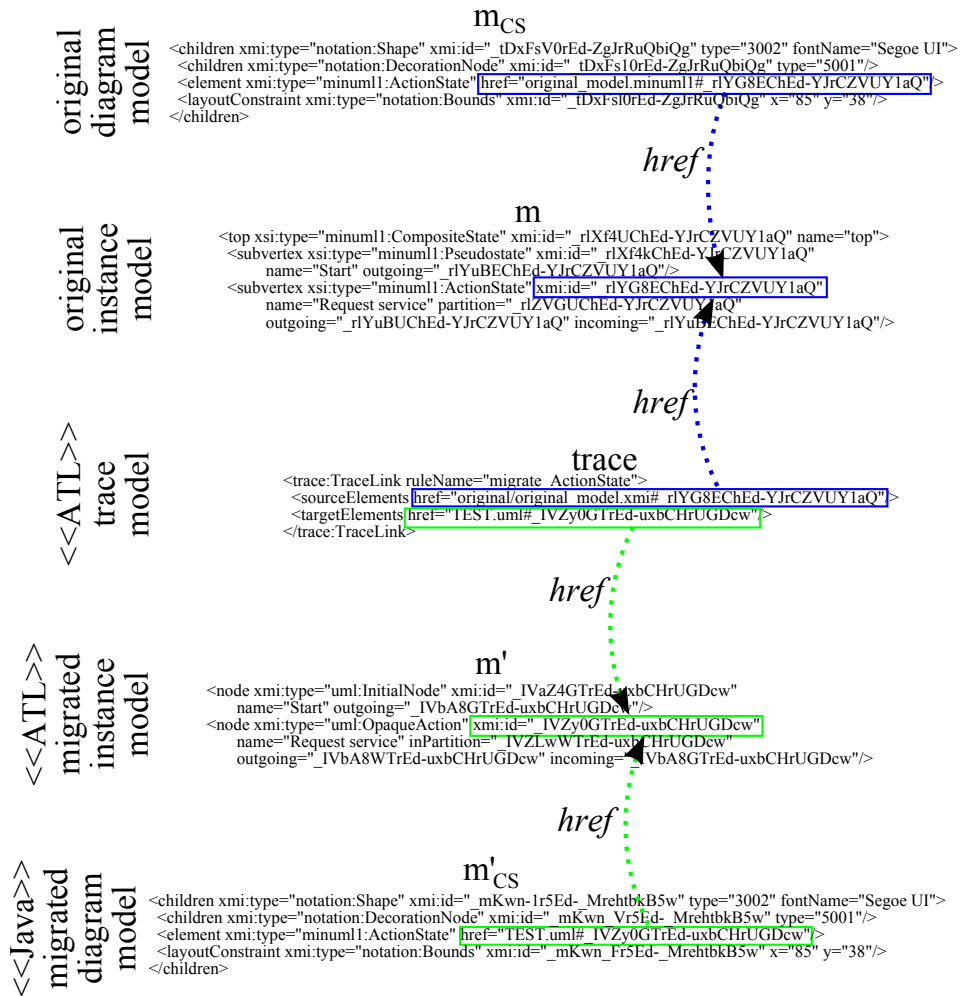 m_CS
original
diagram
model
<children xmi:type="notation:Shape" xmi:id="_tDxFsV0rEd-ZgJrRuQbiQg" type="3002" fontName="Segoe UI">
<children xmi:type="notation:DecorationNode" xmi:id="_tDxFs10rEd-ZgJrRuQbiQg" type="5001"/>
<element xmi:type="minuml1:ActionState" href="original_model.minuml1#_rlYG8EChEd-YJrCZVUY1aQ"/>
<layoutConstraint xmi:type="notation:Bounds" xmi:id="_tDxFsl0rEd-ZgJrRuQbiQg" x="85" y="38"/>
</children>
href
m
original
instance
model
<top xsi:type="minuml1:CompositeState" xmi:id="_rlXf4UChEd-YJrCZVUY1aQ" name="top">
<subvertex xsi:type="minuml1:Pseudostate" xmi:id="_rlXf4kChEd-YJrCZVUY1aQ"
name="Start" outgoing="_rlYuBEChEd-YJrCZVUY1aQ"/>
<subvertex xsi:type="minuml1:ActionState" xmi:id="_rlYG8EChEd-YJrCZVUY1aQ"
name="Request service" partition="_rlZVGUChEd-YJrCZVUY1aQ"
outgoing="_rlYuBUChEd-YJrCZVUY1aQ" incoming="_rlYuBEChEd-YJrCZVUY1aQ"/>
href
trace
<<ATL>>
trace
model
<trace:TraceLink ruleName="migrate_ActionState">
<sourceElements href="original/original_model.xmi#_rlYG8EChEd-YJrCZVUY1aQ"/>
<targetElements href="TEST.uml#_IVZy0GTrEd-uxbCHrUGDcw"/>
</trace:TraceLink>
href
m'
<<ATL>>
migrated
instance
model
<node xmi:type="uml:InitialNode" xmi:id="_IVaZ4GTrEd-uxbCHrUGDcw"
name="Start" outgoing="_IVbA8GTrEd-uxbCHrUGDcw"/>
<node xmi:type="uml:OpaqueAction" xmi:id="_IVZy0GTrEd-uxbCHrUGDcw"
name="Request service" inPartition="_IVZLwWTrEd-uxbCHrUGDcw"
outgoing="_IVbA8WTrEd-uxbCHrUGDcw" incoming="_IVbA8GTrEd-uxbCHrUGDcw"/>
href
m'_CS
<<Java>>
migrated
diagram
model
<children xmi:type="notation:Shape" xmi:id="_mKwn-1r5Ed-_MrehtbkB5w" type="3002" fontName="Segoe UI">
<children xmi:type="notation:DecorationNode" xmi:id="_mKwn_Vr5Ed-_MrehtbkB5w" type="5001"/>
<element xmi:type="minuml1:ActionState" href="TEST.uml#_IVZy0GTrEd-uxbCHrUGDcw"/>
<layoutConstraint xmi:type="notation:Bounds" xmi:id="_mKwn_Fr5Ed-_MrehtbkB5w" x="85" y="38"/>
</children>